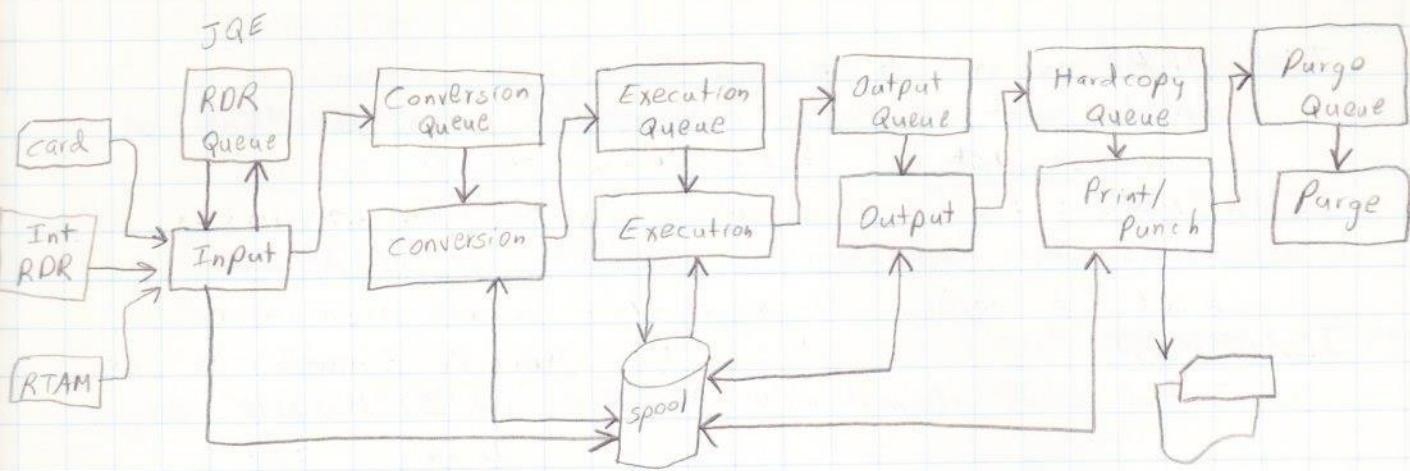 JQE
RDR
Queue
Conversion
Queue
Execution
Queue
Output
Queue
Hardcopy
Queue
Purge
Queue
card
Int
RDR
RTAM
Input
Conversion
Execution
Output
Print/
Punch
Purge
spool